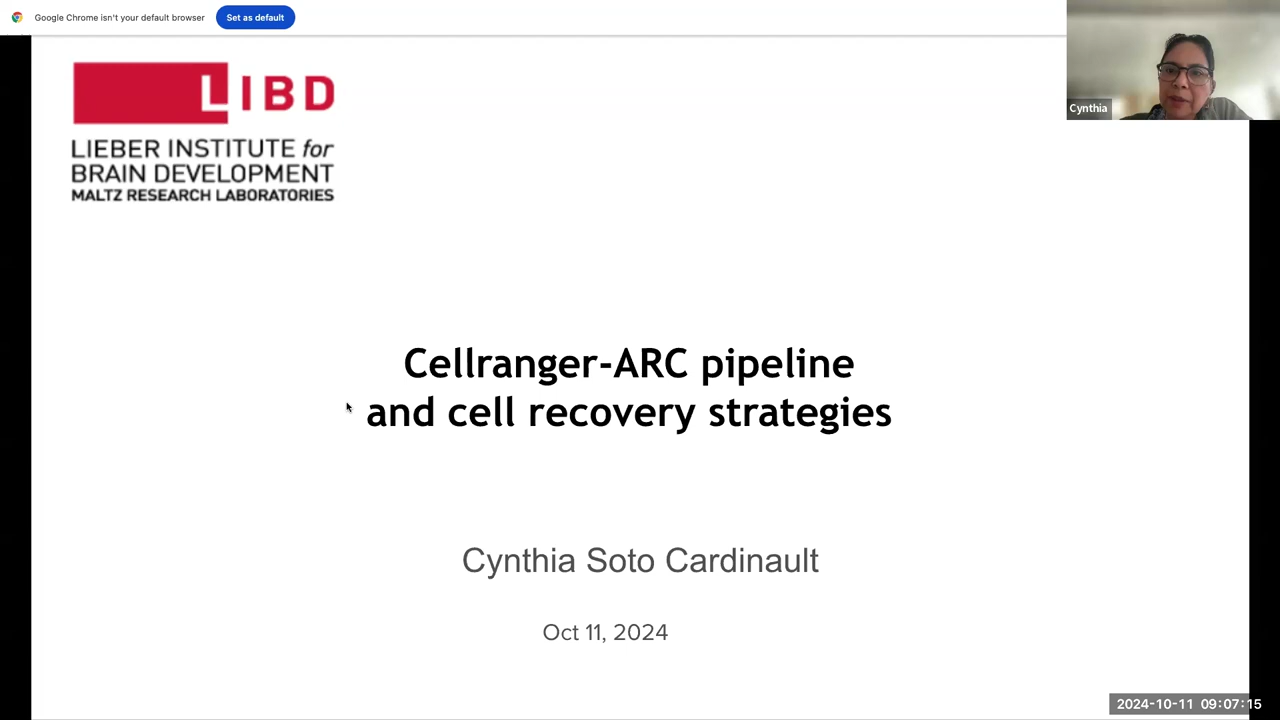 Google Chrome isn't your default browser
Set as default
LIBD
LIEBER INSTITUTE for
BRAIN DEVELOPMENT
MALTZ RESEARCH LABORATORIES
Cynthia
Cellranger-ARC pipeline
and cell recovery strategies
Cynthia Soto Cardinault
Oct 11, 2024
2024-10-11 09:07:15